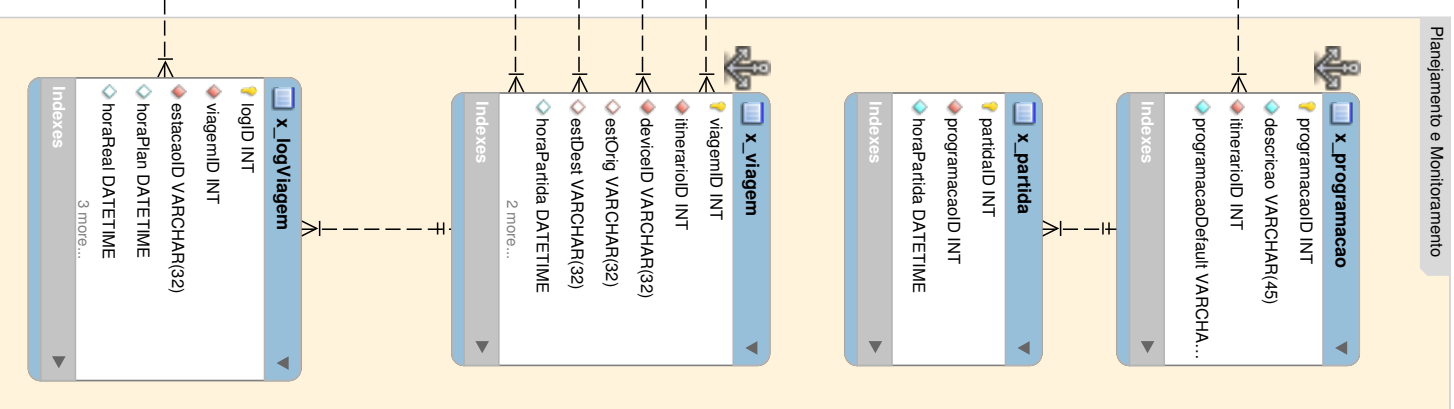 Planejamento e Monitoramento
x_programacao
programacaoID INT
descricao VARCHAR(45)
itinerarioID INT
programacaoDefault VARCHA...
Indexes
x_partida
partidaID INT
programacaoID INT
horaPartida DATETIME
Indexes
x_viagem
viagemID INT
itinerarioID INT
deviceID VARCHAR(32)
estOrig VARCHAR(32)
estDest VARCHAR(32)
horaPartida DATETIME
2 more...
Indexes
x_logViagem
logID INT
viagemID INT
estacaoID VARCHAR(32)
horaPlan DATETIME
horaReal DATETIME
3 more...
Indexes